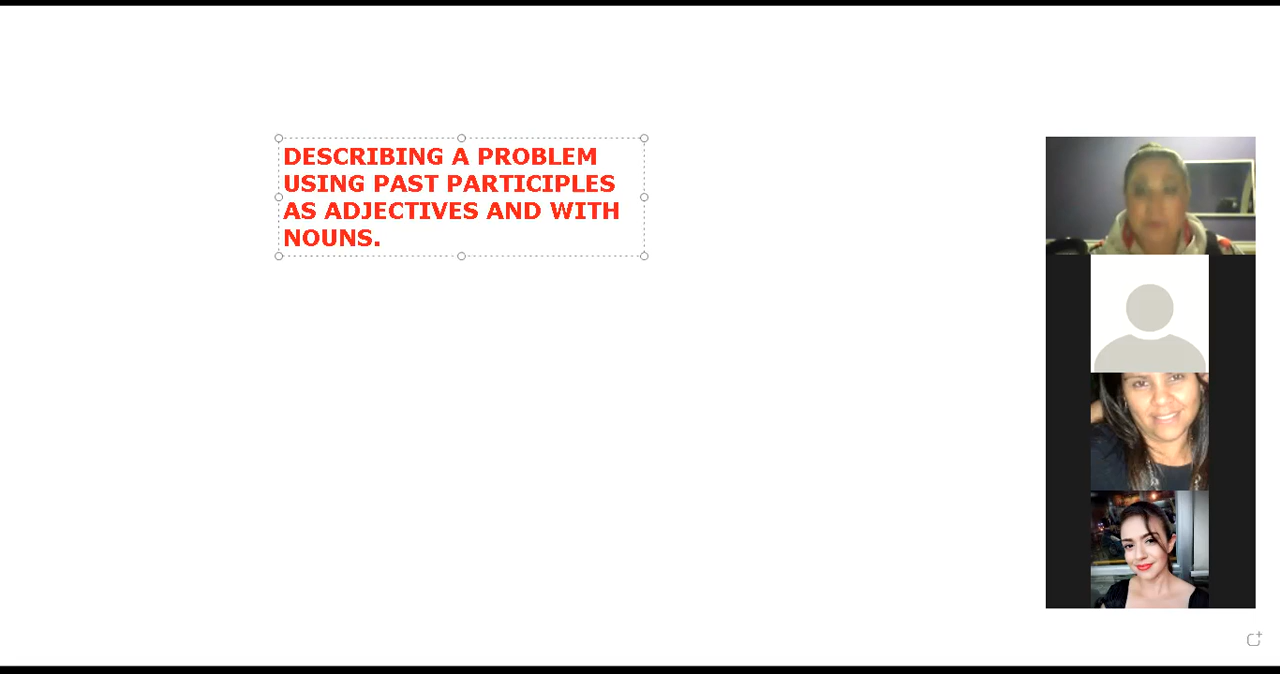 DESCRIBING A PROBLEM
USING PAST PARTICIPLES
AS ADJECTIVES AND WITH
NOUNS.